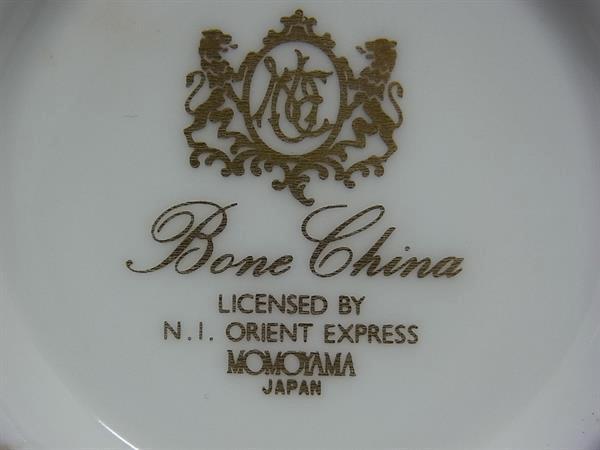 Bone China
LICENSED BY
N.I. ORIENT EXPRESS
MOMOYAMA
JAPAN